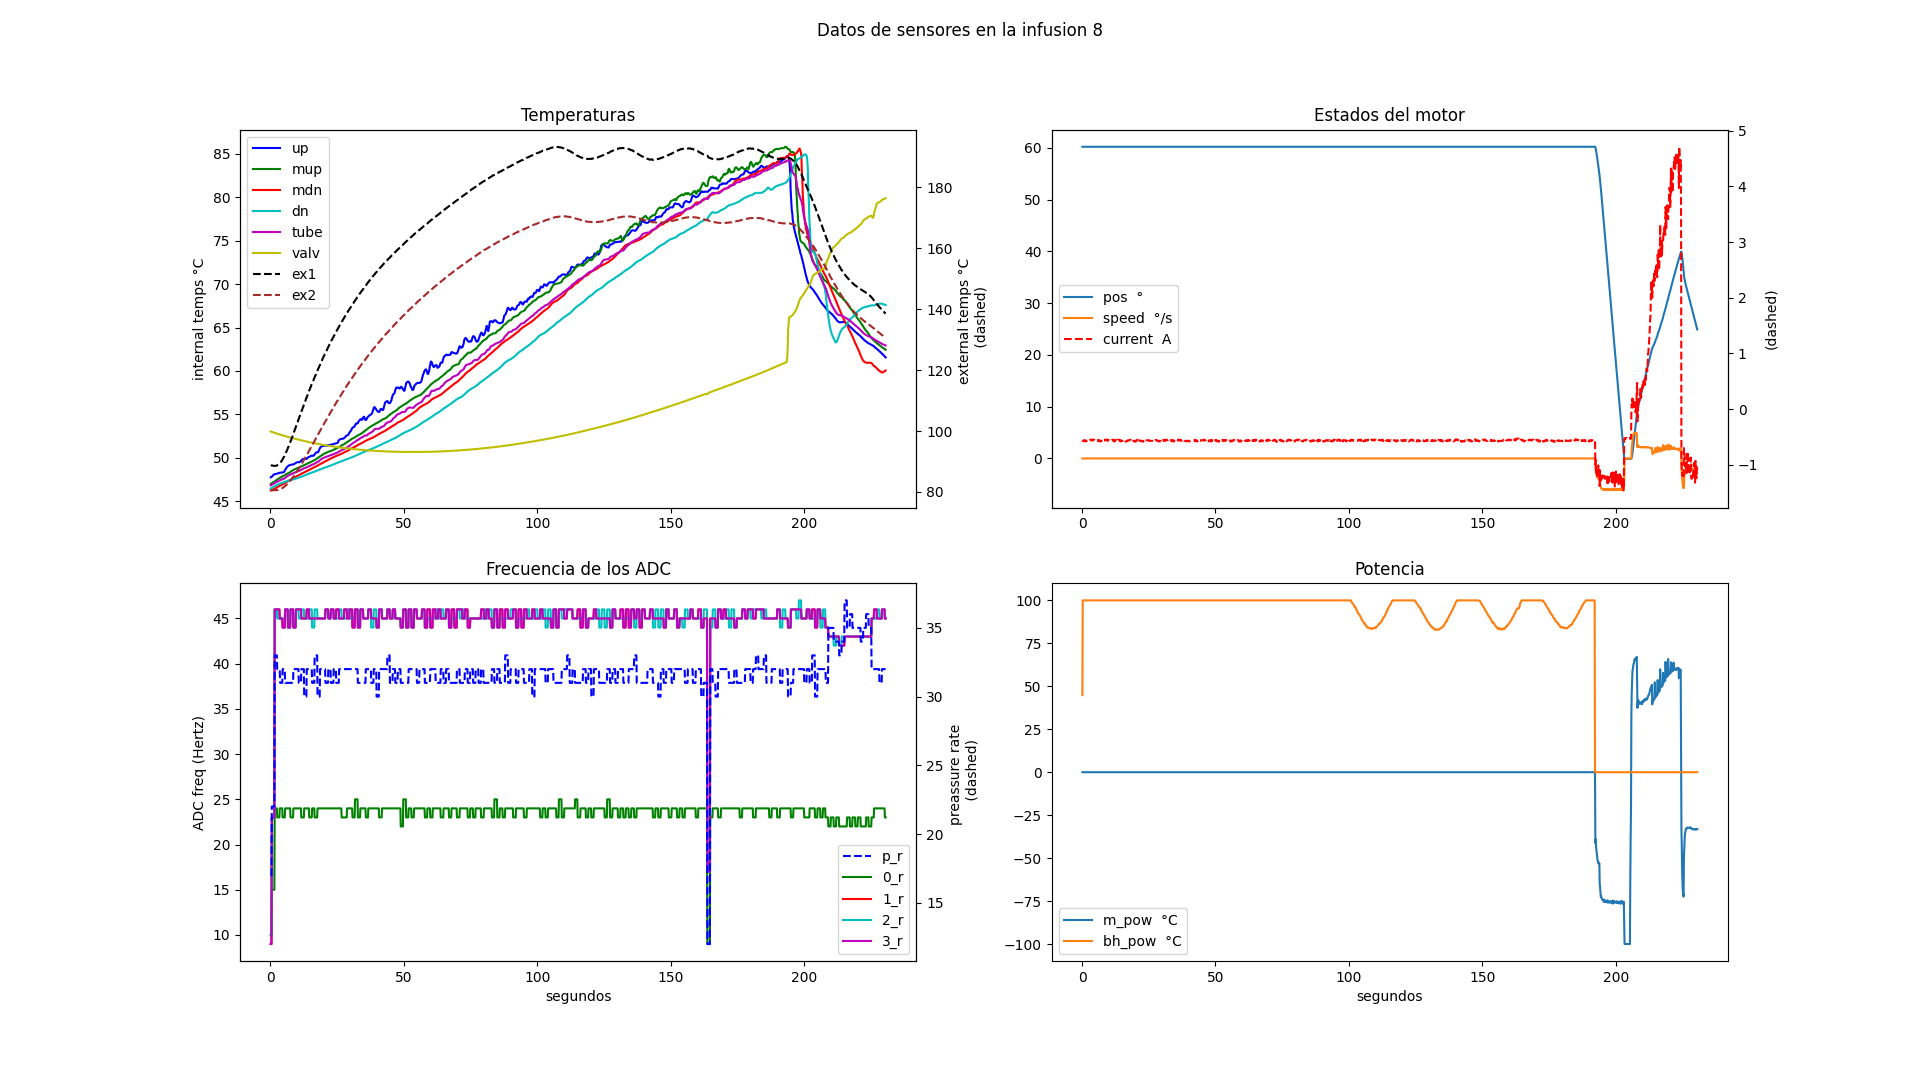 Datos de sensores en la infusion 8
Temperaturas
up
mup
mdn
dn
tube
valv
ex1
ex2
85
80
75
70
65
60
55
50
45
internal temps °C
180
160
140
120
100
80
external temps °C
(dashed)
0 50 100 150 200
Estados del motor
60
50
40
30
20
10
0
pos °
speed °/s
current A
5
4
3
2
1
0
−1
(dashed)
0 50 100 150 200
Frecuencia de los ADC
45
40
35
30
25
20
15
10
ADC freq (Hertz)
35
30
25
20
15
preassure rate
(dashed)
p_r
0_r
1_r
2_r
3_r
0 50 100 150 200
segundos
Potencia
100
75
50
25
0
−25
−50
−75
−100
m_pow °C
bh_pow °C
0 50 100 150 200
segundos